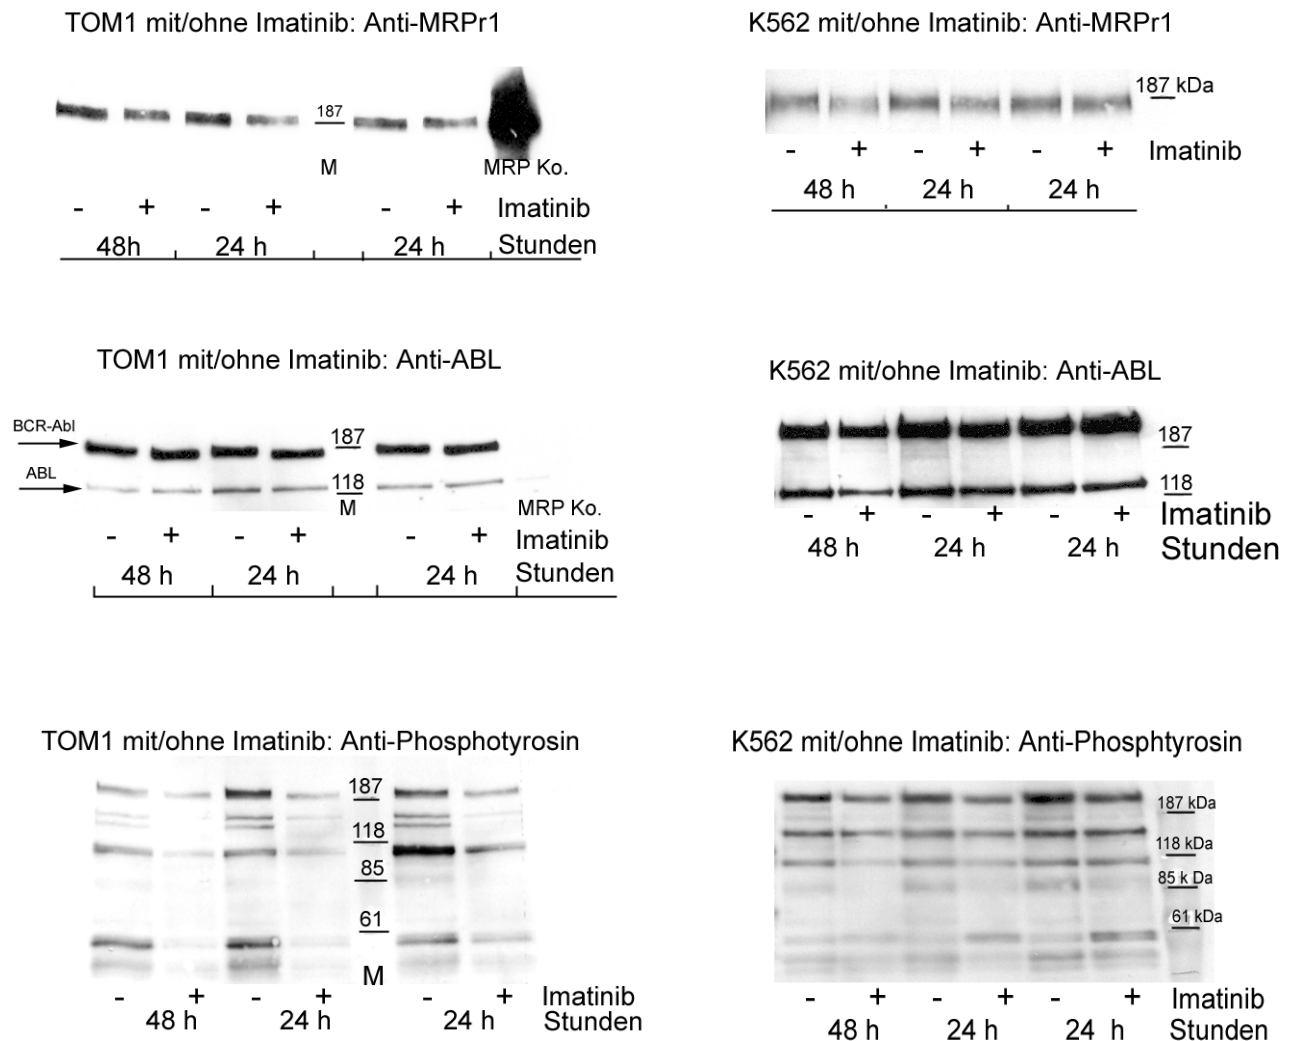 TOM1 mit/ohne Imatinib: Anti-MRPr1
187
M
MRP Ko.
- + - + - + Imatinib
48h 24 h 24 h Stunden
K562 mit/ohne Imatinib: Anti-MRPr1
187 kDa
- + - + - + Imatinib
48 h 24 h 24 h
TOM1 mit/ohne Imatinib: Anti-ABL
BCR-Abl
187
ABL
118
M
MRP Ko.
- + - + - + Imatinib
48 h 24 h 24 h Stunden
K562 mit/ohne Imatinib: Anti-ABL
187
118
- + - + - + Imatinib
48 h 24 h 24 h Stunden
TOM1 mit/ohne Imatinib: Anti-Phosphotyrosin
187
118
85
61
M
- + - + - + Imatinib
48 h 24 h 24 h Stunden
K562 mit/ohne Imatinib: Anti-Phosphtyrosin
187 kDa
118 kDa
85 k Da
61 kDa
- + - + - + Imatinib
48 h 24 h 24 h Stunden